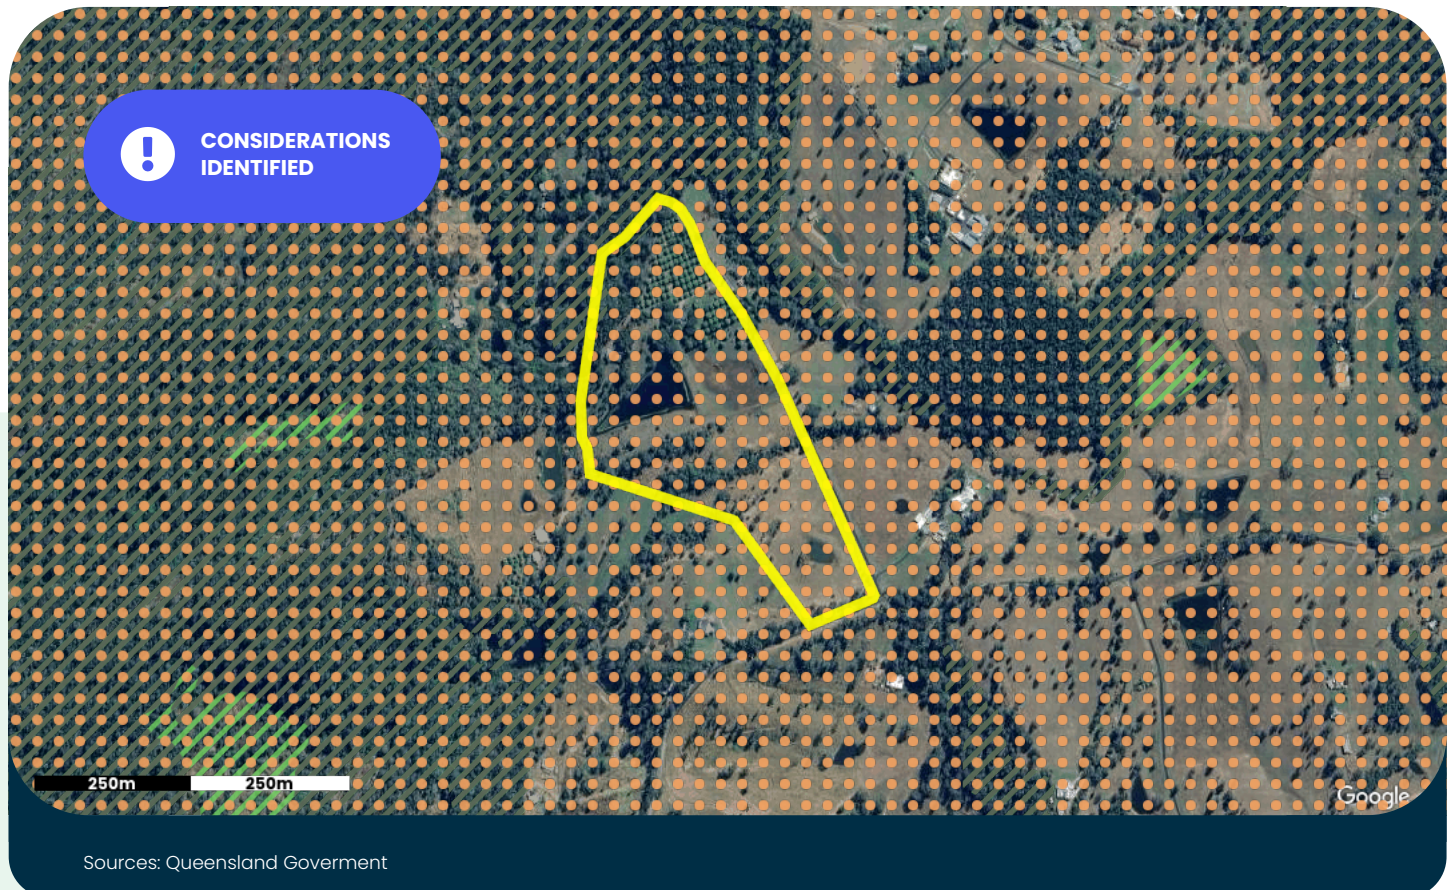 CONSIDERATIONS
IDENTIFIED
250m 250m
Google
Sources: Queensland Goverment